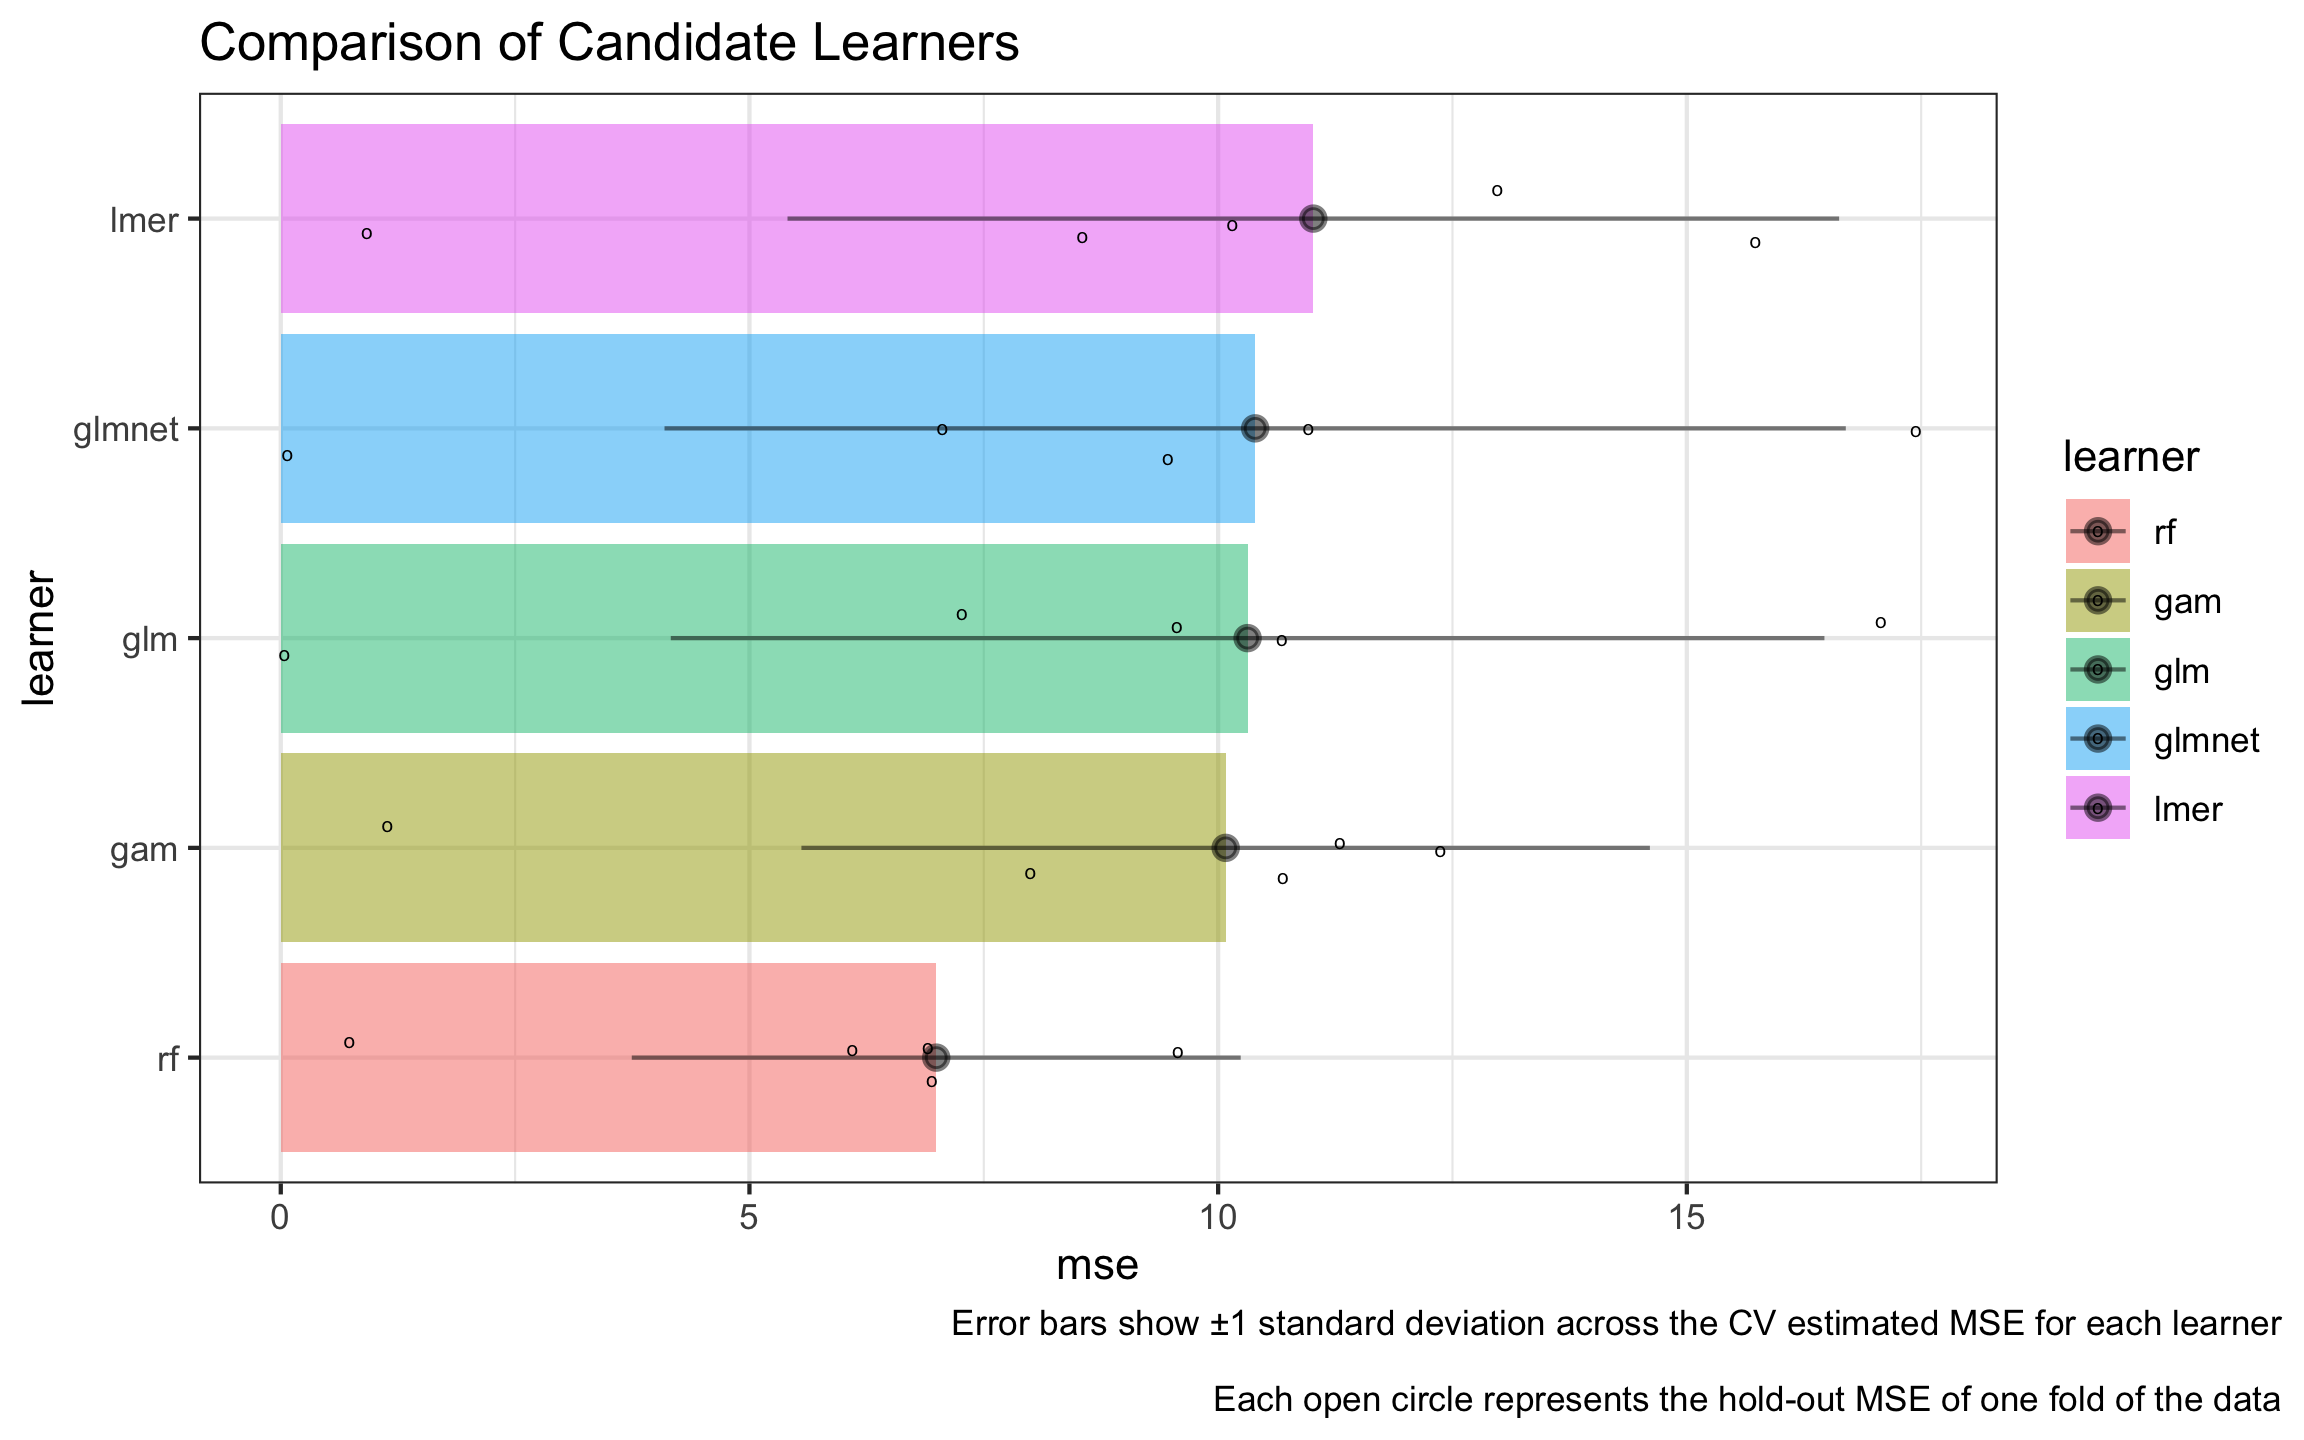 Comparison of Candidate Learners
learner
lmer
glmnet
glm
gam
rf
0 5 10 15
mse
learner
rf
gam
glm
glmnet
lmer
Error bars show ±1 standard deviation across the CV estimated MSE for each learner
Each open circle represents the hold-out MSE of one fold of the data